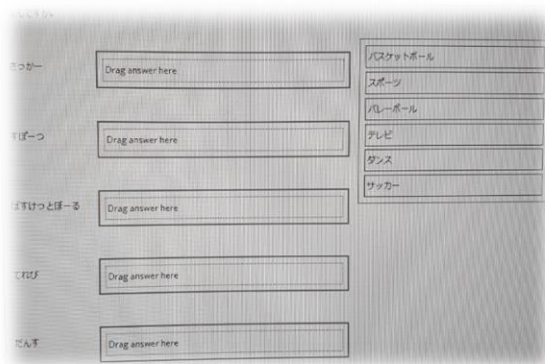 さっかー
Drag answer here
すぽーつ
Drag answer here
ばすけっとぼーる
Drag answer here
てれび
Drag answer here
だんす
Drag answer here
バスケットボール
スポーツ
バレーボール
テレビ
ダンス
サッカー